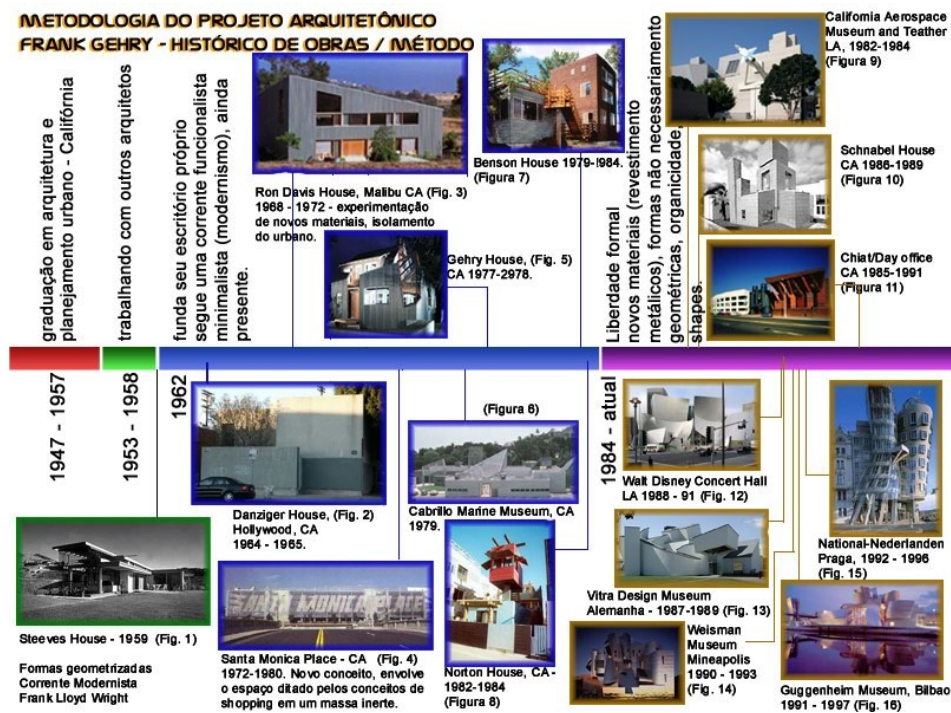 METODOLOGIA DO PROJETO ARQUITETÔNICO
FRANK GEHRY - HISTÓRICO DE OBRAS / MÉTODO
graduação em arquitetura e
planejamento urbano - Califórnia
trabalhando com outros arquitetos
funda seu escritório próprio
segue uma corrente funcionalista
minimalista (modernismo), ainda
presente.
Ron Davis House, Malibu CA (Fig. 3)
1968 - 1972 - experimentação
de novos materiais, isolamento
do urbano.
Gehry House, (Fig. 5)
CA 1977-2978.
Benson House 1979-1984.
(Figura 7)
Liberdade formal
novos materiais (revestimento
metálicos), formas não necessariamento
geométricas, organicidade,
shapes.
California Aerospace
Museum and Teather
LA, 1982-1984
(Figura 9)
Schnabel House
CA 1986-1989
(Figura 10)
Chiat/Day office
CA 1985-1991
(Figura 11)
1947 - 1957
1953 - 1958
1962
1984 - atual
Steeves House - 1959 (Fig. 1)
Formas geometrizadas
Corrente Modernista
Frank Lloyd Wright
Danziger House, (Fig. 2)
Hollywood, CA
1964 - 1965.
SANTA MONICA PLACE
Santa Monica Place - CA (Fig. 4)
1972-1980. Novo conceito, envolve
o espaço ditado pelos conceitos de
shopping em um massa inerte.
(Figura 6)
Cabrillo Marine Museum, CA
1979.
Norton House, CA -
1982-1984
(Figura 8)
Walt Disney Concert Hall
LA 1988 - 91 (Fig. 12)
Vitra Design Museum
Alemanha - 1987-1989 (Fig. 13)
Weisman
Museum
Mineapolis
1990 - 1993
(Fig. 14)
National-Nederlanden
Praga, 1992 - 1996
(Fig. 15)
Guggenheim Museum, Bilbao
1991 - 1997 (Fig. 16)